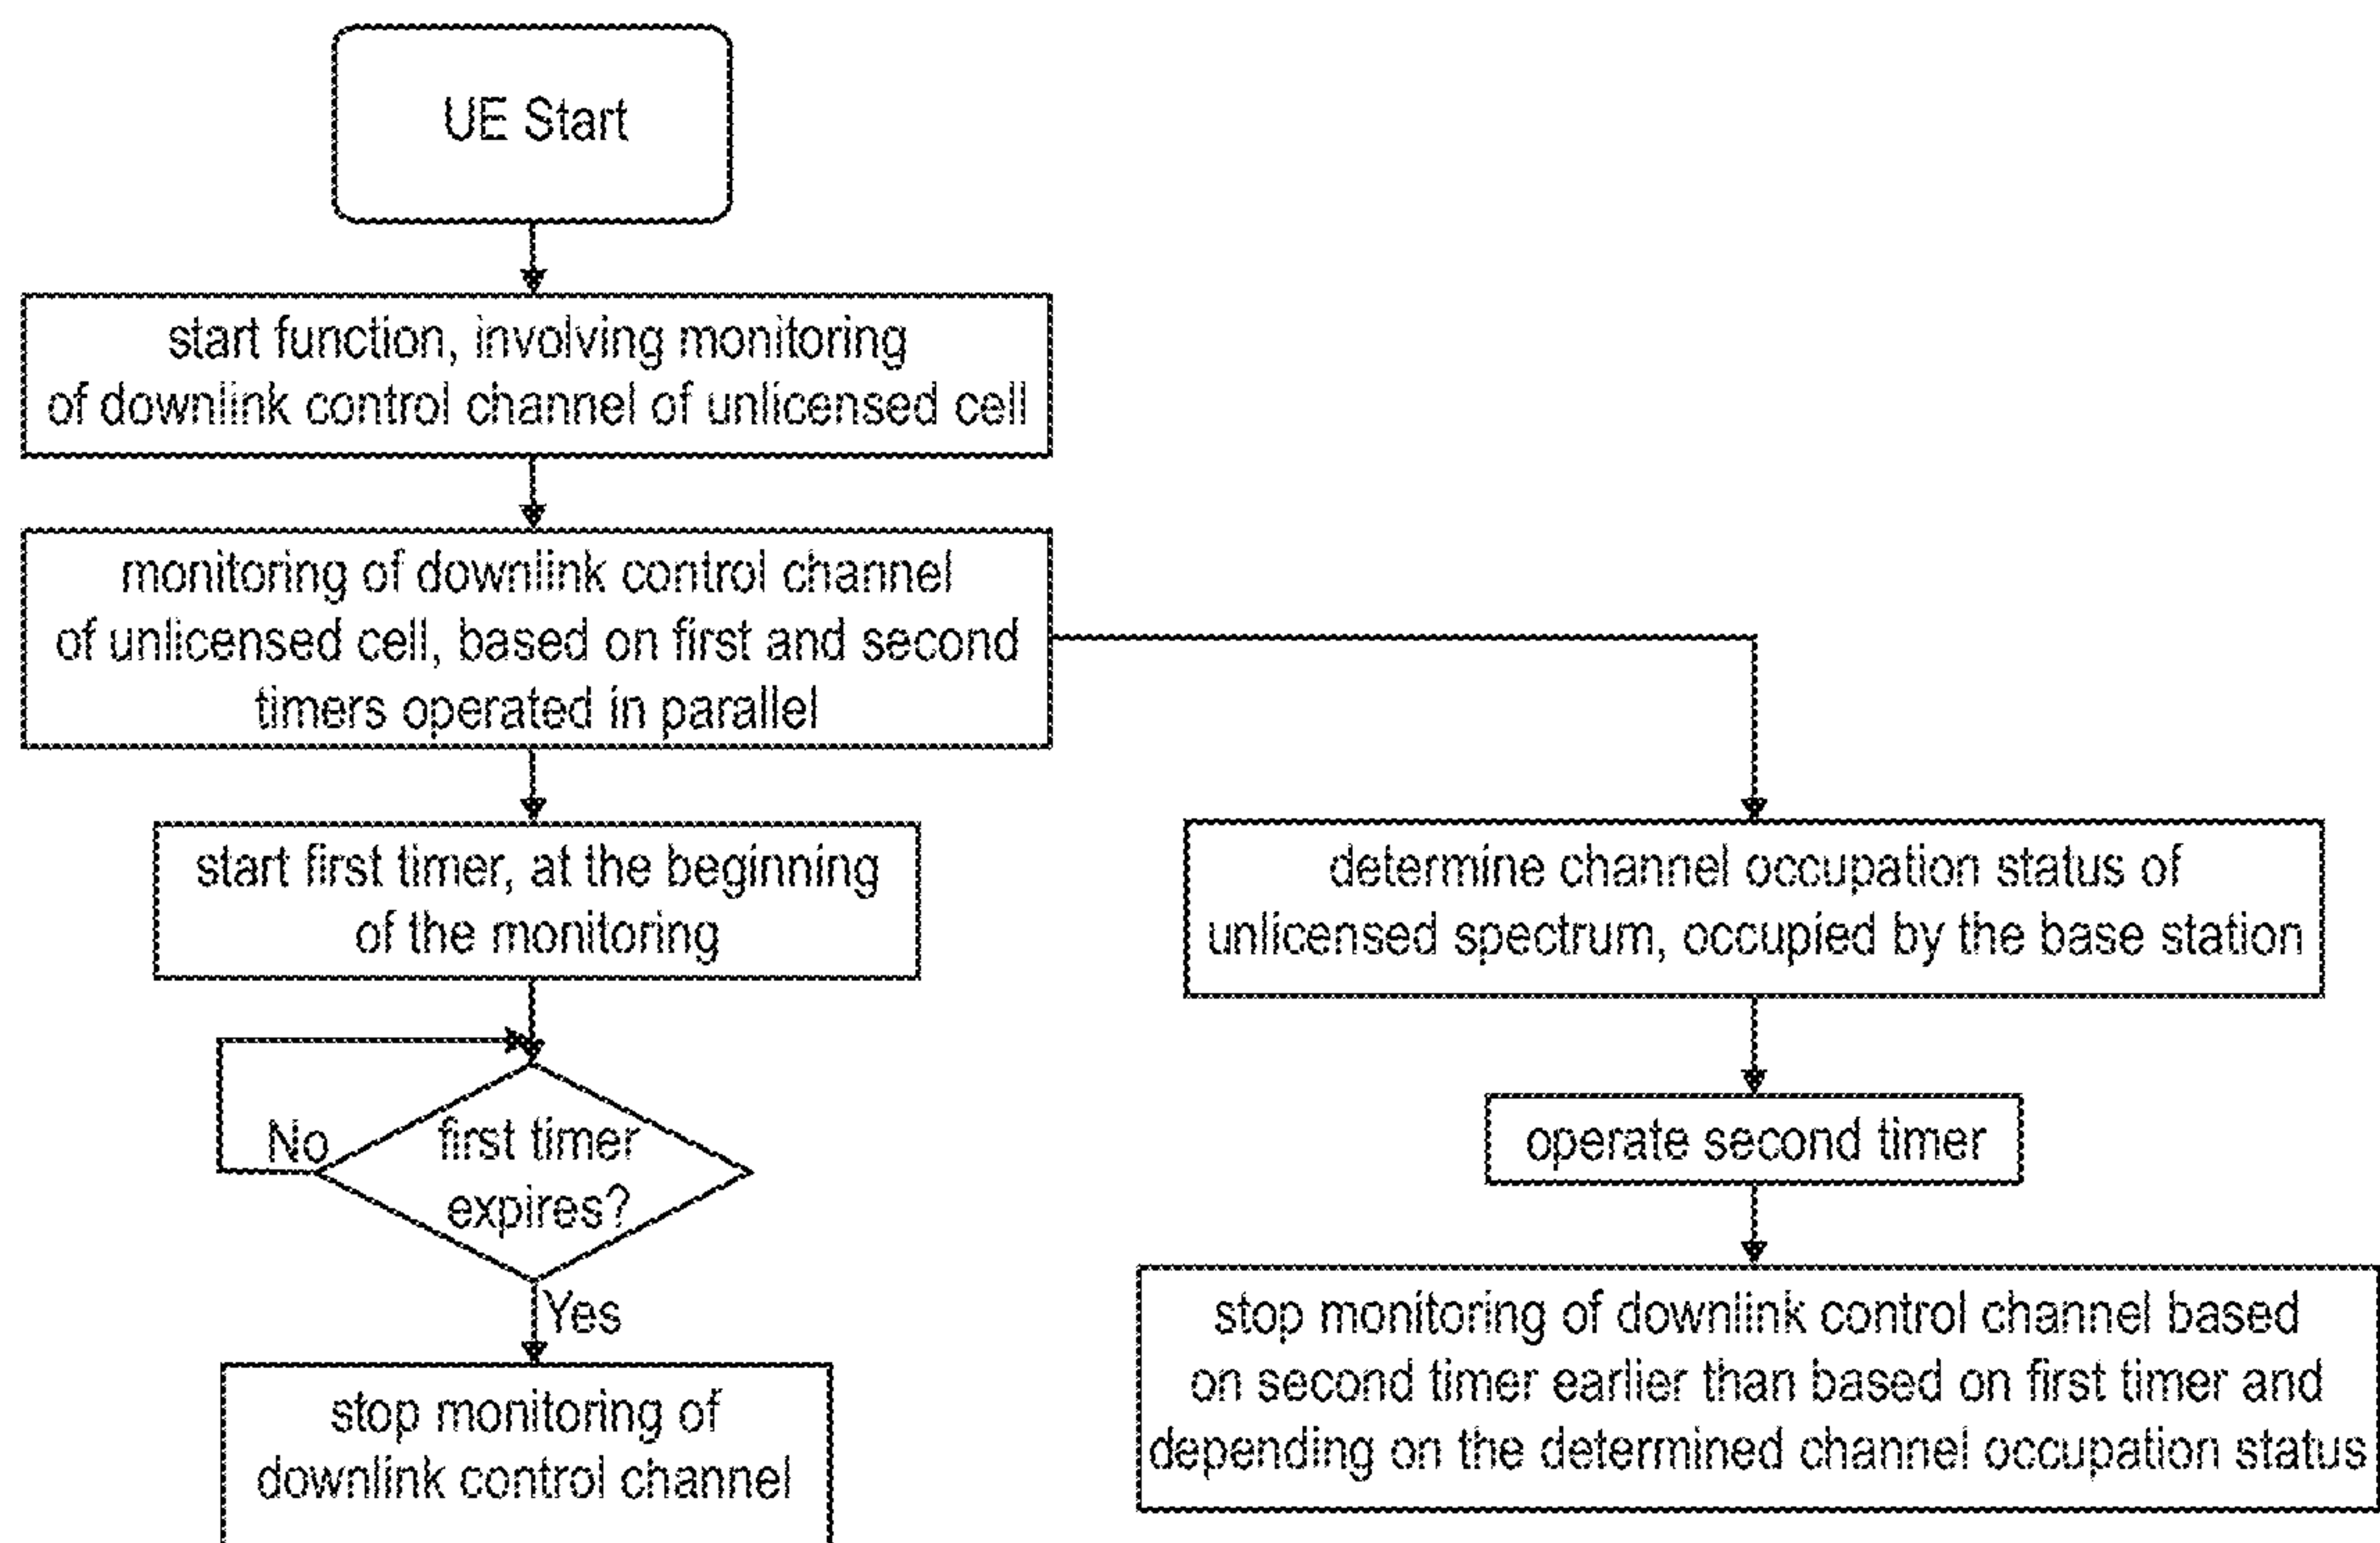 UE Start
start function, involving monitoring
of downlink control channel of unlicensed cell
monitoring of downlink control channel
of unlicensed cell, based on first and second
timers operated in parallel
start first timer, at the beginning
of the monitoring
determine channel occupation status of
unlicensed spectrum, occupied by the base station
No
first timer
expires?
Yes
operate second timer
stop monitoring of
downlink control channel
stop monitoring of downlink control channel based
on second timer earlier than based on first timer and
depending on the determined channel occupation status